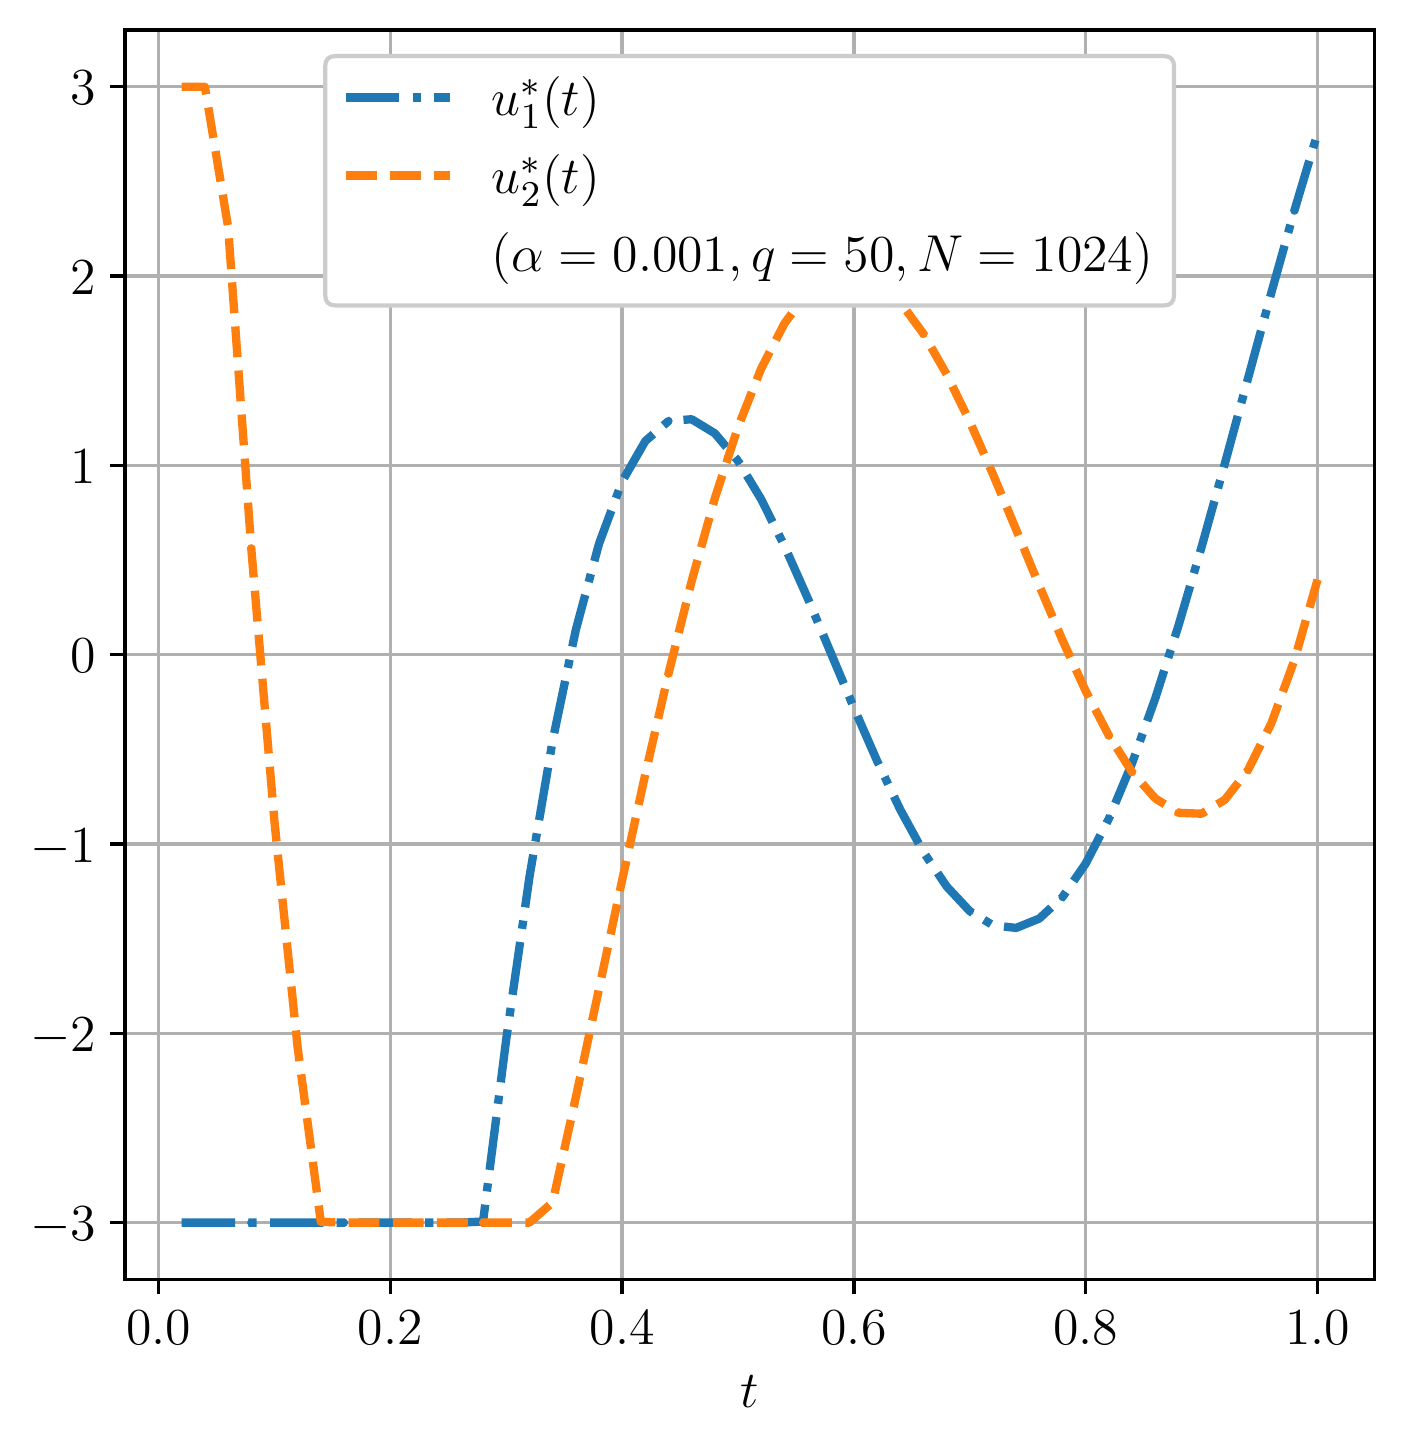 3
2
1
0
−1
−2
−3
u₁*(t)
u₂*(t)
(α = 0.001, q = 50, N = 1024)
0.0 0.2 0.4 0.6 0.8 1.0
t